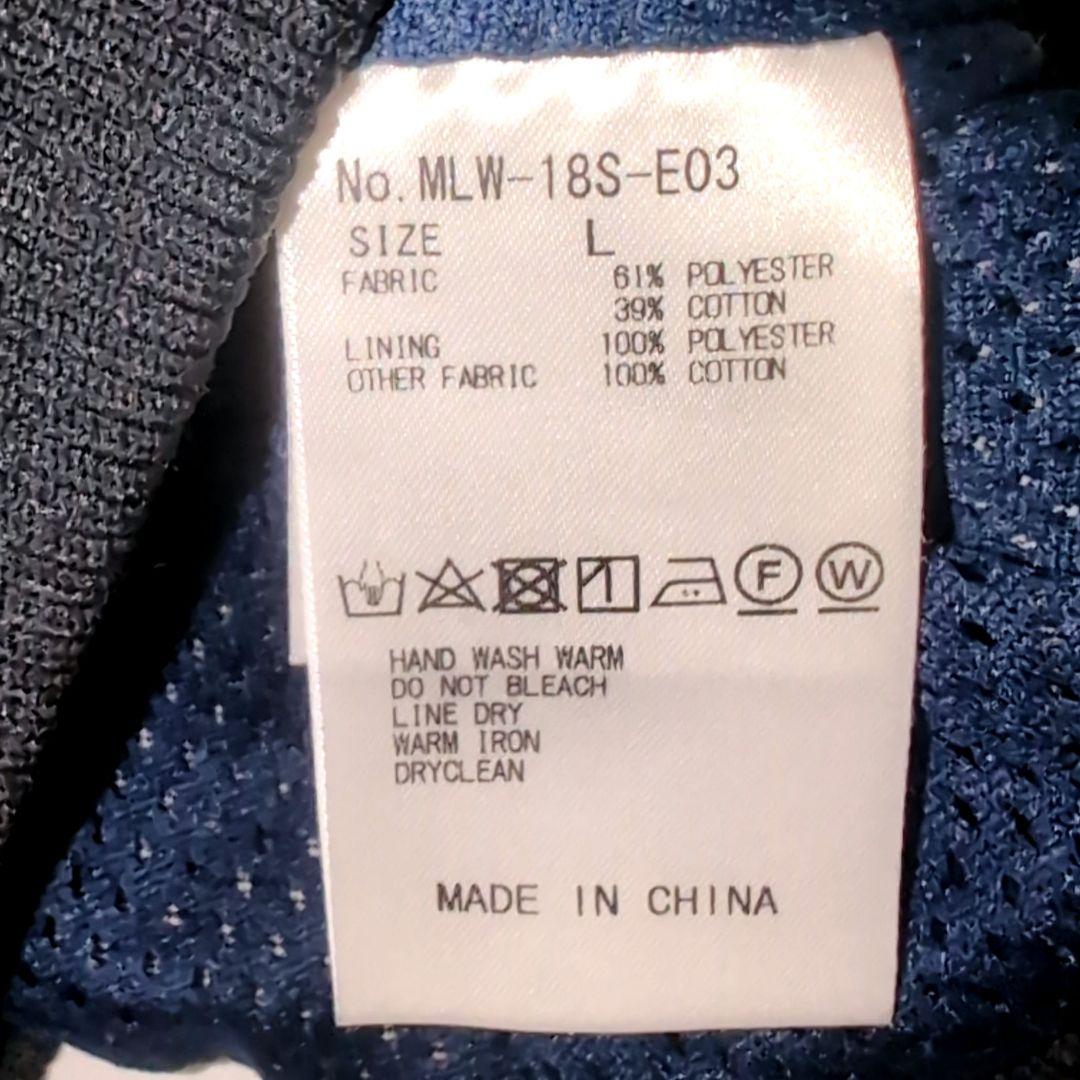 No. MLW-18S-E03
SIZE L
FABRIC 61% POLYESTER
39% COTTON
LINING 100% POLYESTER
OTHER FABRIC 100% COTTON
F W
HAND WASH WARM
DO NOT BLEACH
LINE DRY
WARM IRON
DRYCLEAN
MADE IN CHINA